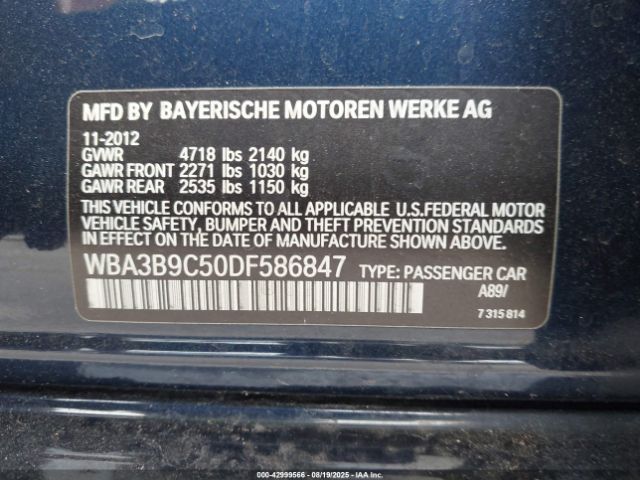 MFD BY BAYERISCHE MOTOREN WERKE AG
11-2012
GVWR 4718 lbs 2140 kg
GAWR FRONT 2271 lbs 1030 kg
GAWR REAR 2535 lbs 1150 kg
THIS VEHICLE CONFORMS TO ALL APPLICABLE U.S.FEDERAL MOTOR
VEHICLE SAFETY, BUMPER AND THEFT PREVENTION STANDARDS
IN EFFECT ON THE DATE OF MANUFACTURE SHOWN ABOVE.
WBA3B9C50DF586847 TYPE: PASSENGER CAR
A89/
7 315 814
00-42999566 - 08/19/2025 - COPYRIGHT IAA, LLC.